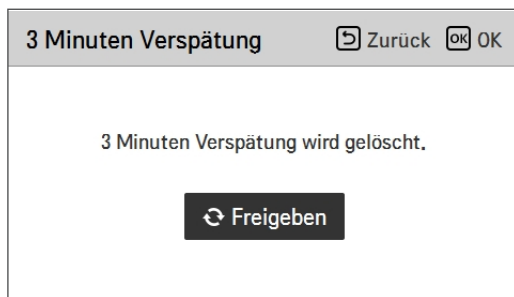 3 Minuten Verspätung Zurück OK OK
3 Minuten Verspätung wird gelöscht.
Freigeben